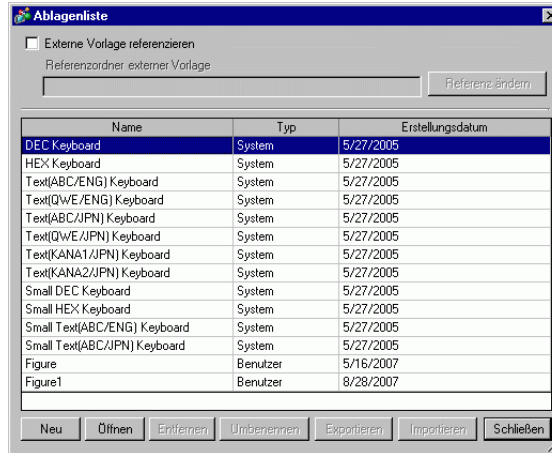 Ablagenliste
Externe Vorlage referenzieren
Referenzordner externer Vorlage
Referenz ändern
Name Typ Erstellungsdatum
DEC Keyboard System 5/27/2005
HEX Keyboard System 5/27/2005
Text(ABC/ENG) Keyboard System 5/27/2005
Text(QWE/ENG) Keyboard System 5/27/2005
Text(ABC/JPN) Keyboard System 5/27/2005
Text(QWE/JPN) Keyboard System 5/27/2005
Text(KANA1/JPN) Keyboard System 5/27/2005
Text(KANA2/JPN) Keyboard System 5/27/2005
Small DEC Keyboard System 5/27/2005
Small HEX Keyboard System 5/27/2005
Small Text(ABC/ENG) Keyboard System 5/27/2005
Small Text(ABC/JPN) Keyboard System 5/27/2005
Figure Benutzer 5/16/2007
Figure1 Benutzer 8/28/2007
Neu Öffnen Entfernen Umbenennen Exportieren Importieren Schließen